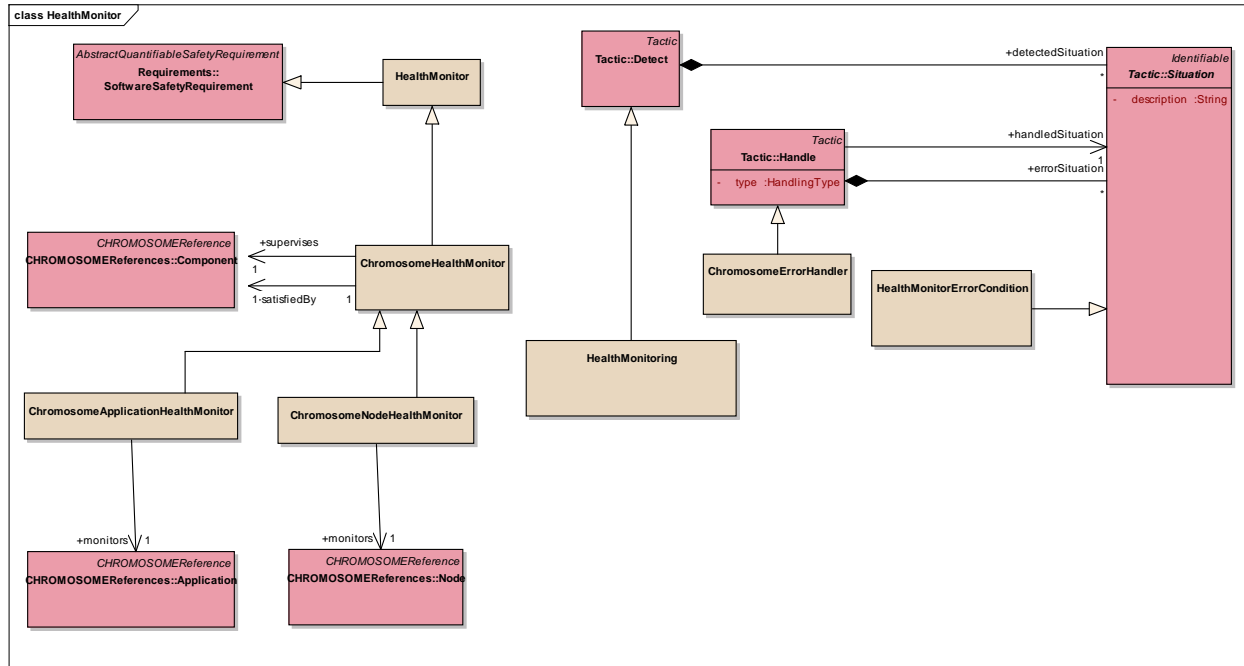 class HealthMonitor
AbstractQuantifiableSafetyRequirement
Requirements::
SoftwareSafetyRequirement
HealthMonitor
Tactic
Tactic::Detect
+detectedSituation
*
Identifiable
Tactic::Situation
- description :String
Tactic
Tactic::Handle
- type :HandlingType
+handledSituation
1
+errorSituation
*
CHROMOSOMEReference
CHROMOSOMEReferences::Component
+supervises
1
1
1
+satisfiedBy
ChromosomeHealthMonitor
ChromosomeErrorHandler
HealthMonitorErrorCondition
HealthMonitoring
ChromosomeApplicationHealthMonitor
ChromosomeNodeHealthMonitor
+monitors
1
+monitors
1
CHROMOSOMEReference
CHROMOSOMEReferences::Application
CHROMOSOMEReference
CHROMOSOMEReferences::Node